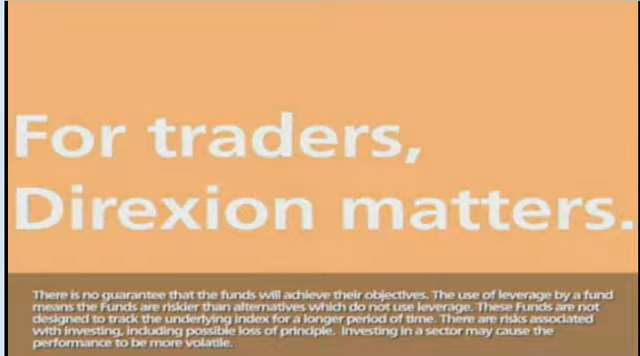 For traders,
Direxion matters.
There is no guarantee that the funds will achieve their objectives. The use of leverage by a fund
means the Funds are riskier than alternatives which do not use leverage. These Funds are not
designed to track the underlying index for a longer period of time. There are risks associated
with investing, including possible loss of principle. Investing in a sector may cause the
performance to be more volatile.